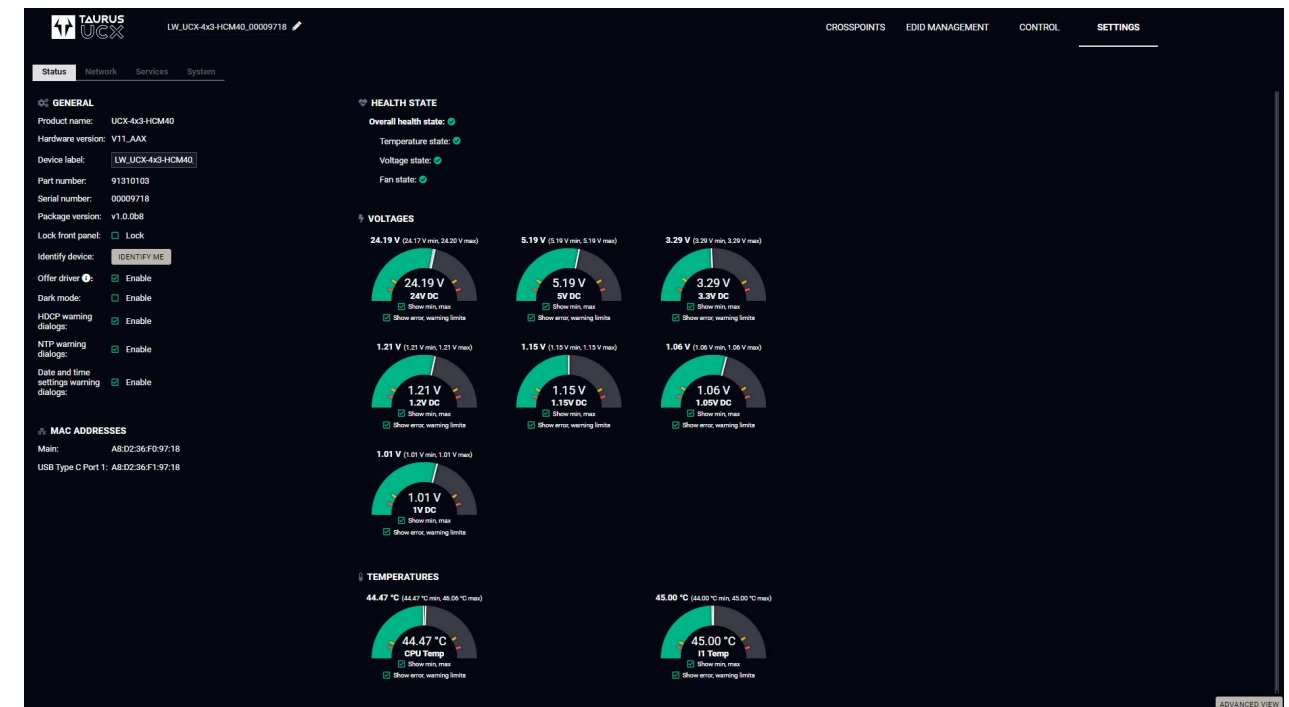 TAURUS
UCX
LW_UCX-4x3-HCM40_00009718
CROSSPOINTS EDID MANAGEMENT CONTROL SETTINGS
Status Network Services System
GENERAL
Product name: UCX-4x3-HCM40
Hardware version: V11_AAX
Device label: LW_UCX-4x3-HCM40_
Part number: 91310103
Serial number: 00009718
Package version: v1.0.0b8
Lock front panel: Lock
Identify device: IDENTIFY ME
Offer driver : Enable
Dark mode: Enable
HDCP warning
dialogs: Enable
NTP warning
dialogs: Enable
Date and time
settings warning Enable
dialogs:
MAC ADDRESSES
Main: A8:D2:36:F0:97:18
USB Type C Port 1: A8:D2:36:F1:97:18
HEALTH STATE
Overall health state:
Temperature state:
Voltage state:
Fan state:
VOLTAGES
24.19 V (24.17 V min, 24.20 V max) 5.19 V (5.19 V min, 5.19 V max) 3.29 V (3.29 V min, 3.29 V max)
24.19 V 5.19 V 3.29 V
24V DC 5V DC 3.3V DC
Show min, max Show min, max Show min, max
Show error, warning limits Show error, warning limits Show error, warning limits
1.21 V (1.21 V min, 1.21 V max) 1.15 V (1.15 V min, 1.15 V max) 1.06 V (1.06 V min, 1.06 V max)
1.21 V 1.15 V 1.06 V
1.2V DC 1.15V DC 1.05V DC
Show min, max Show min, max Show min, max
Show error, warning limits Show error, warning limits Show error, warning limits
1.01 V (1.01 V min, 1.01 V max)
1.01 V
1V DC
Show min, max
Show error, warning limits
TEMPERATURES
44.47 °C (44.47 °C min, 46.06 °C max) 45.00 °C (44.00 °C min, 45.00 °C max)
44.47 °C 45.00 °C
CPU Temp I1 Temp
Show min, max Show min, max
Show error, warning limits Show error, warning limits
ADVANCED VIEW